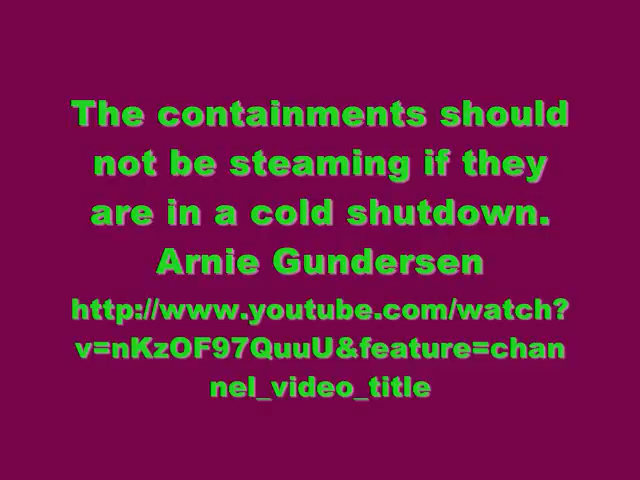 The containments should
not be steaming if they
are in a cold shutdown.
Arnie Gundersen
http://www.youtube.com/watch?
v=nKzOF97QuuU&feature=chan
nel_video_title